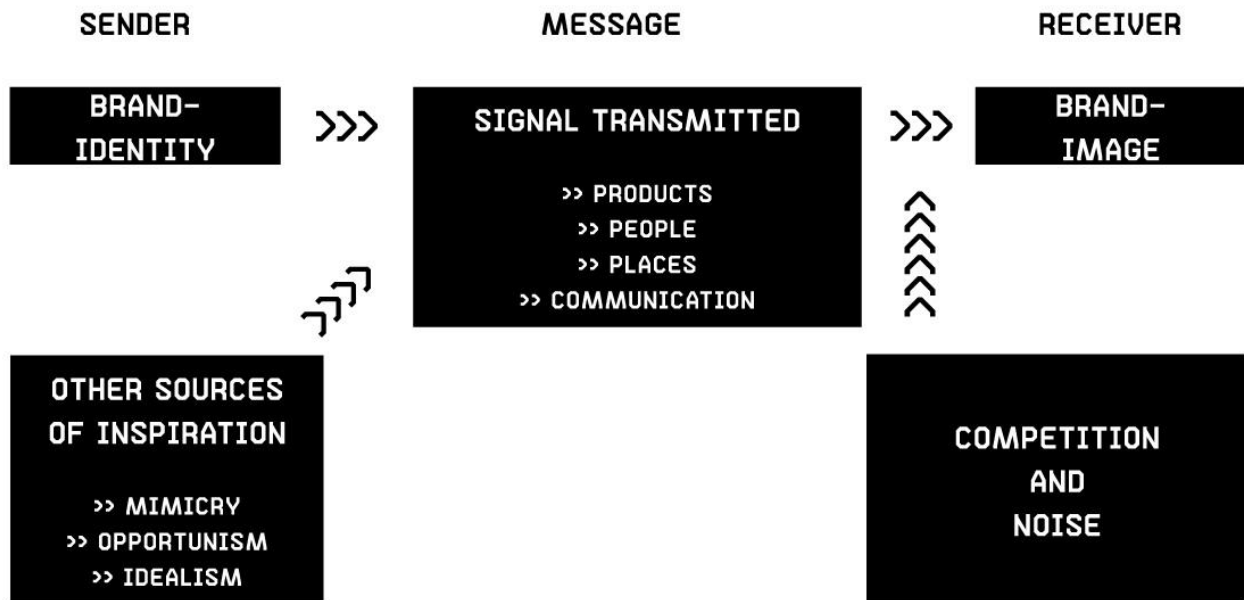 SENDER
MESSAGE
RECEIVER
BRAND-
IDENTITY
>>>
SIGNAL TRANSMITTED
>> PRODUCTS
>> PEOPLE
>> PLACES
>> COMMUNICATION
>>>
BRAND-
IMAGE
OTHER SOURCES
OF INSPIRATION
>> MIMICRY
>> OPPORTUNISM
>> IDEALISM
COMPETITION
AND
NOISE